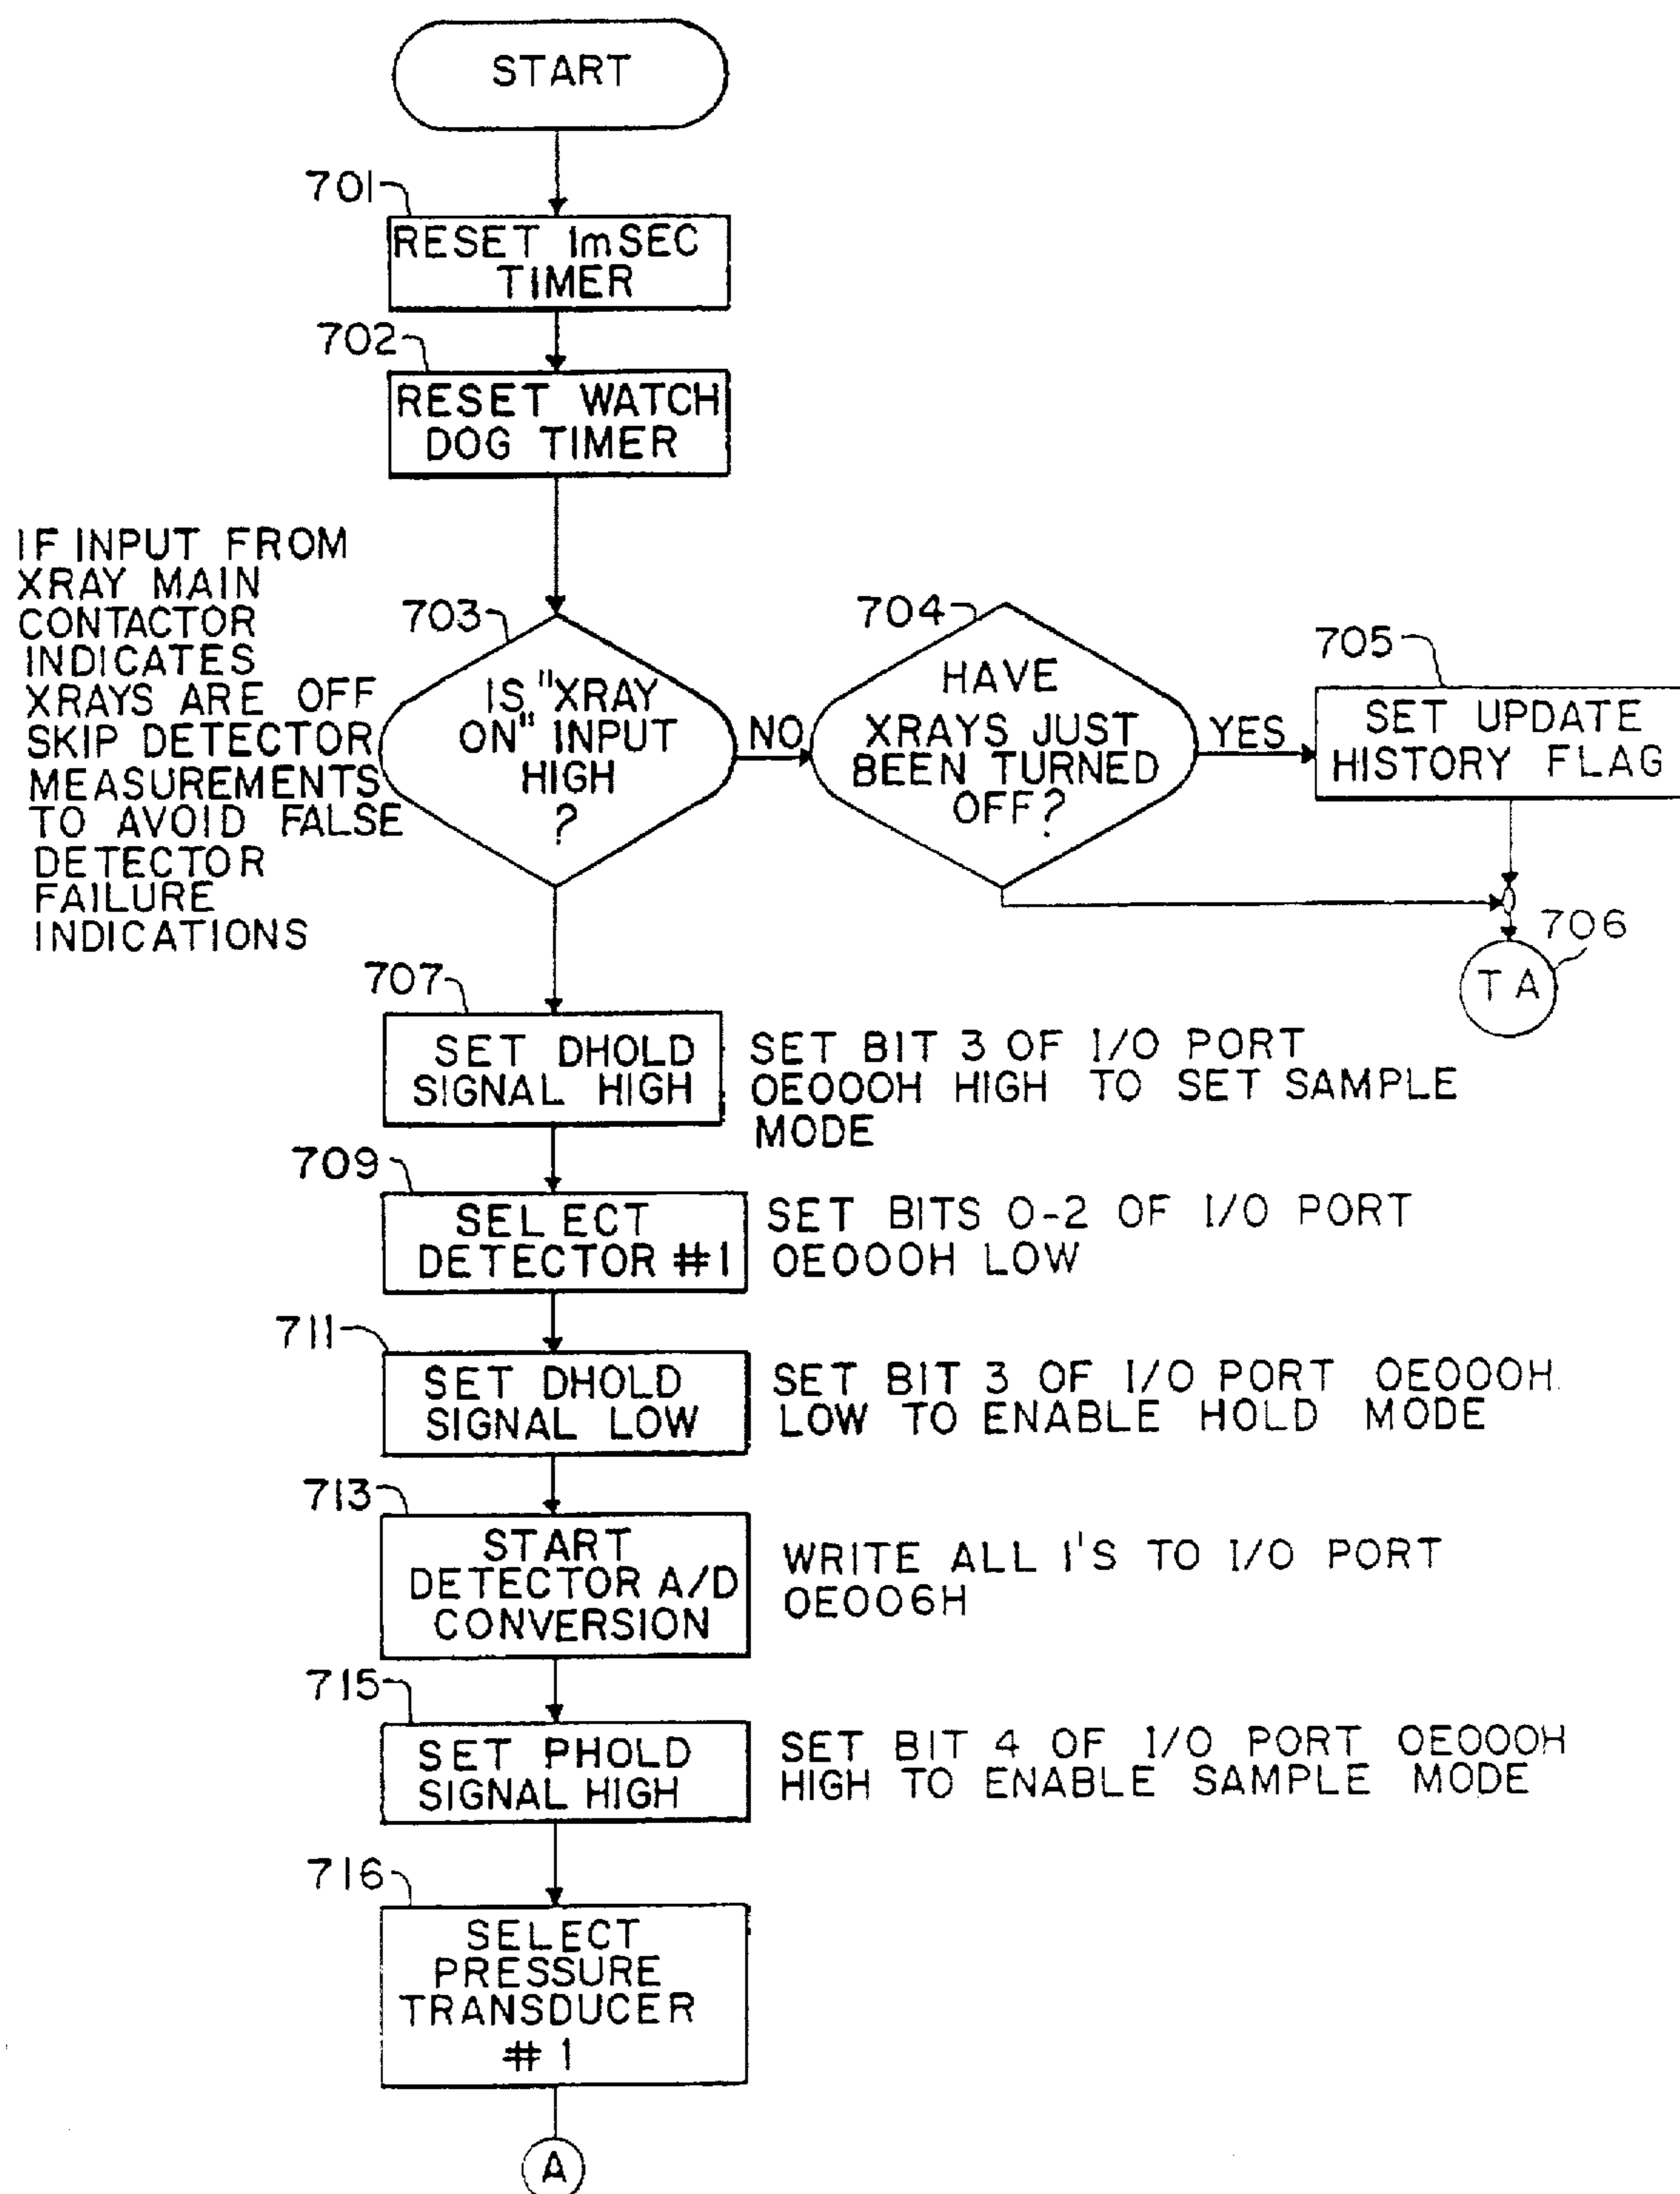 START
701
RESET 1mSEC
TIMER
702
RESET WATCH
DOG TIMER
IF INPUT FROM
XRAY MAIN
CONTACTOR
INDICATES
XRAYS ARE OFF
SKIP DETECTOR
MEASUREMENTS
TO AVOID FALSE
DETECTOR
FAILURE
INDICATIONS
703
IS "XRAY
ON" INPUT
HIGH
?
NO
704
HAVE
XRAYS JUST
BEEN TURNED
OFF?
YES
705
SET UPDATE
HISTORY FLAG
706
TA
707
SET DHOLD
SIGNAL HIGH
SET BIT 3 OF I/O PORT
OE000H HIGH TO SET SAMPLE
MODE
709
SELECT
DETECTOR #1
SET BITS 0-2 OF I/O PORT
OE000H LOW
711
SET DHOLD
SIGNAL LOW
SET BIT 3 OF I/O PORT OE000H
LOW TO ENABLE HOLD MODE
713
START
DETECTOR A/D
CONVERSION
WRITE ALL 1'S TO I/O PORT
OE006H
715
SET PHOLD
SIGNAL HIGH
SET BIT 4 OF I/O PORT OE000H
HIGH TO ENABLE SAMPLE MODE
716
SELECT
PRESSURE
TRANSDUCER
#1
A